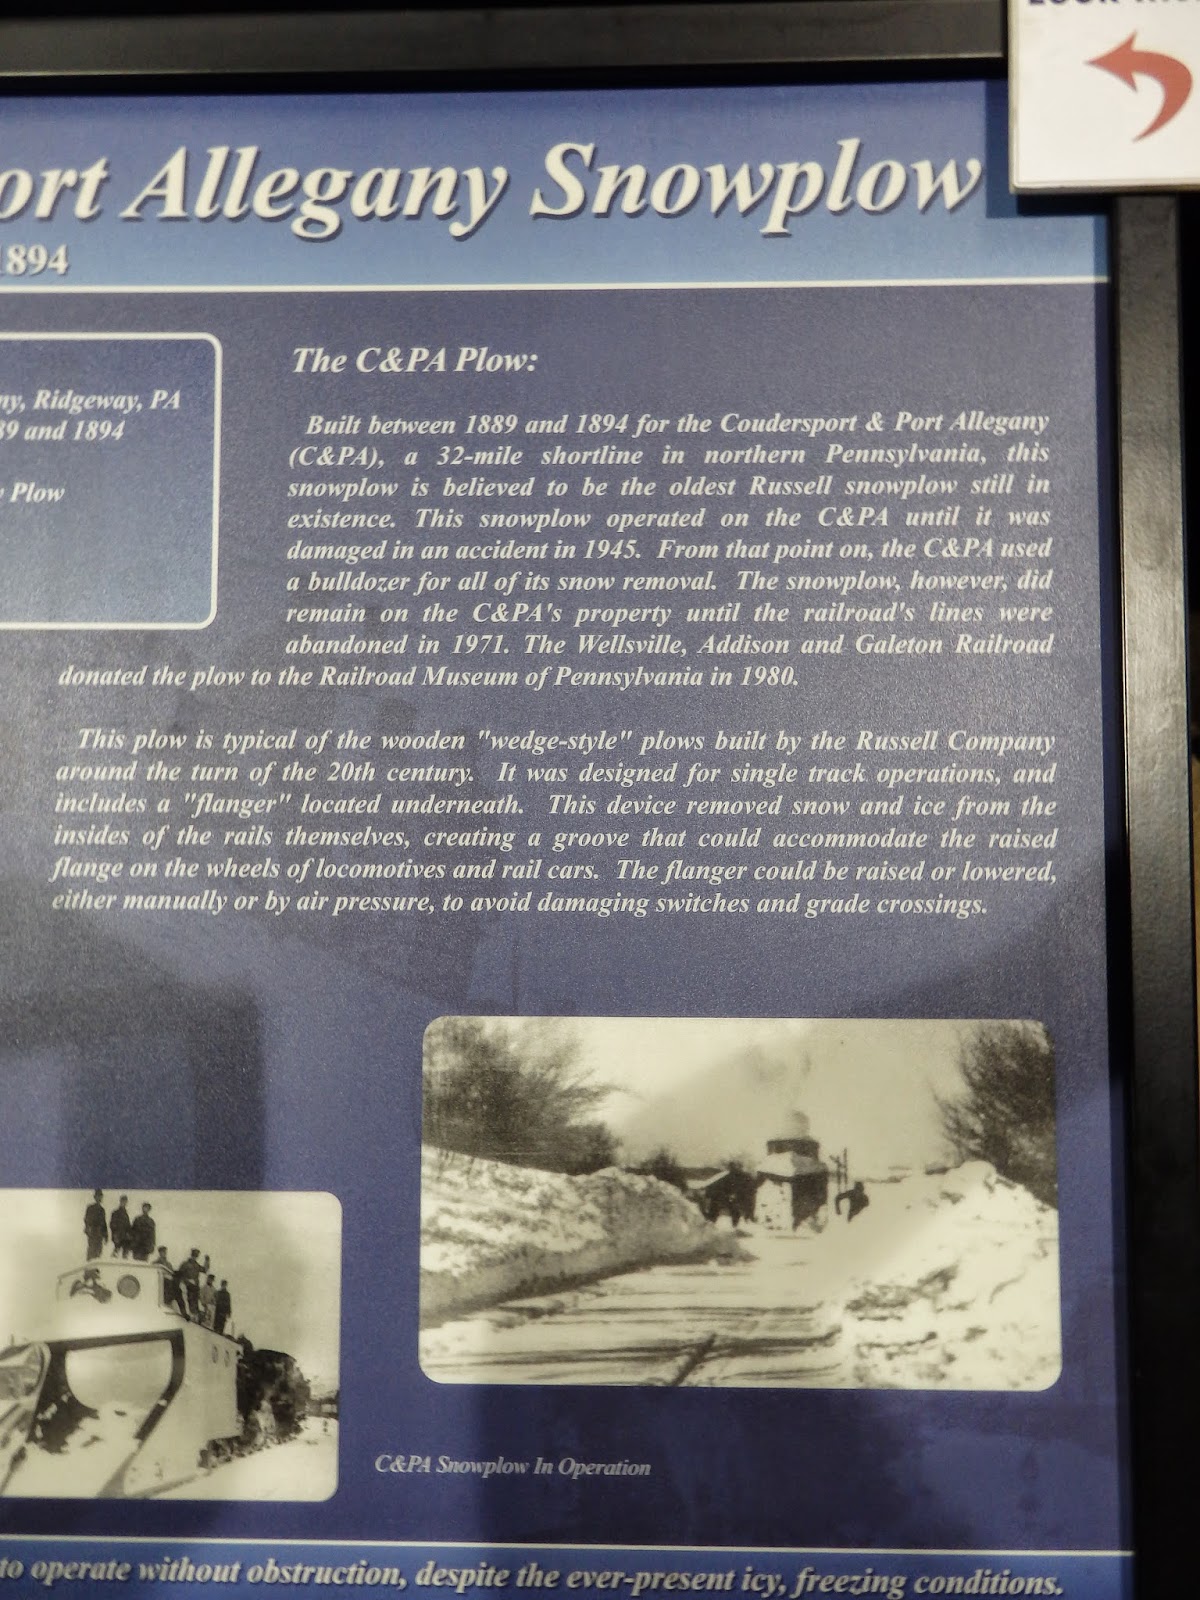 ort Allegany Snowplow
1894
ny, Ridgeway, PA
89 and 1894
Plow
The C&PA Plow:
Built between 1889 and 1894 for the Coudersport & Port Allegany
(C&PA), a 32-mile shortline in northern Pennsylvania, this
snowplow is believed to be the oldest Russell snowplow still in
existence. This snowplow operated on the C&PA until it was
damaged in an accident in 1945. From that point on, the C&PA used
a bulldozer for all of its snow removal. The snowplow, however, did
remain on the C&PA's property until the railroad's lines were
abandoned in 1971. The Wellsville, Addison and Galeton Railroad
donated the plow to the Railroad Museum of Pennsylvania in 1980.
This plow is typical of the wooden "wedge-style" plows built by the Russell Company
around the turn of the 20th century. It was designed for single track operations, and
includes a "flanger" located underneath. This device removed snow and ice from the
insides of the rails themselves, creating a groove that could accommodate the raised
flange on the wheels of locomotives and rail cars. The flanger could be raised or lowered,
either manually or by air pressure, to avoid damaging switches and grade crossings.
C&PA Snowplow In Operation
to operate without obstruction, despite the ever-present icy, freezing conditions.